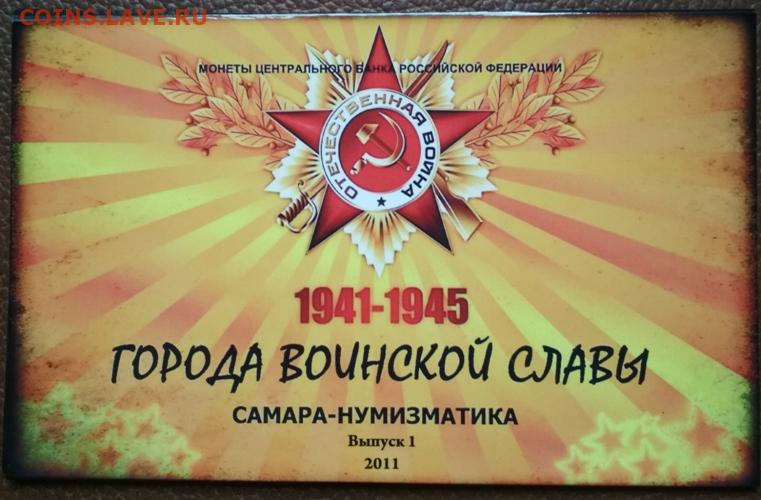 COINS.LAVE.RU
МОНЕТЫ ЦЕНТРАЛЬНОГО БАНКА РОССИЙСКОЙ ФЕДЕРАЦИИ
ОТЕЧЕСТВЕННАЯ ВОЙНА
1941-1945
ГОРОДА ВОИНСКОЙ СЛАВЫ
САМАРА-НУМИЗМАТИКА
Выпуск 1
2011